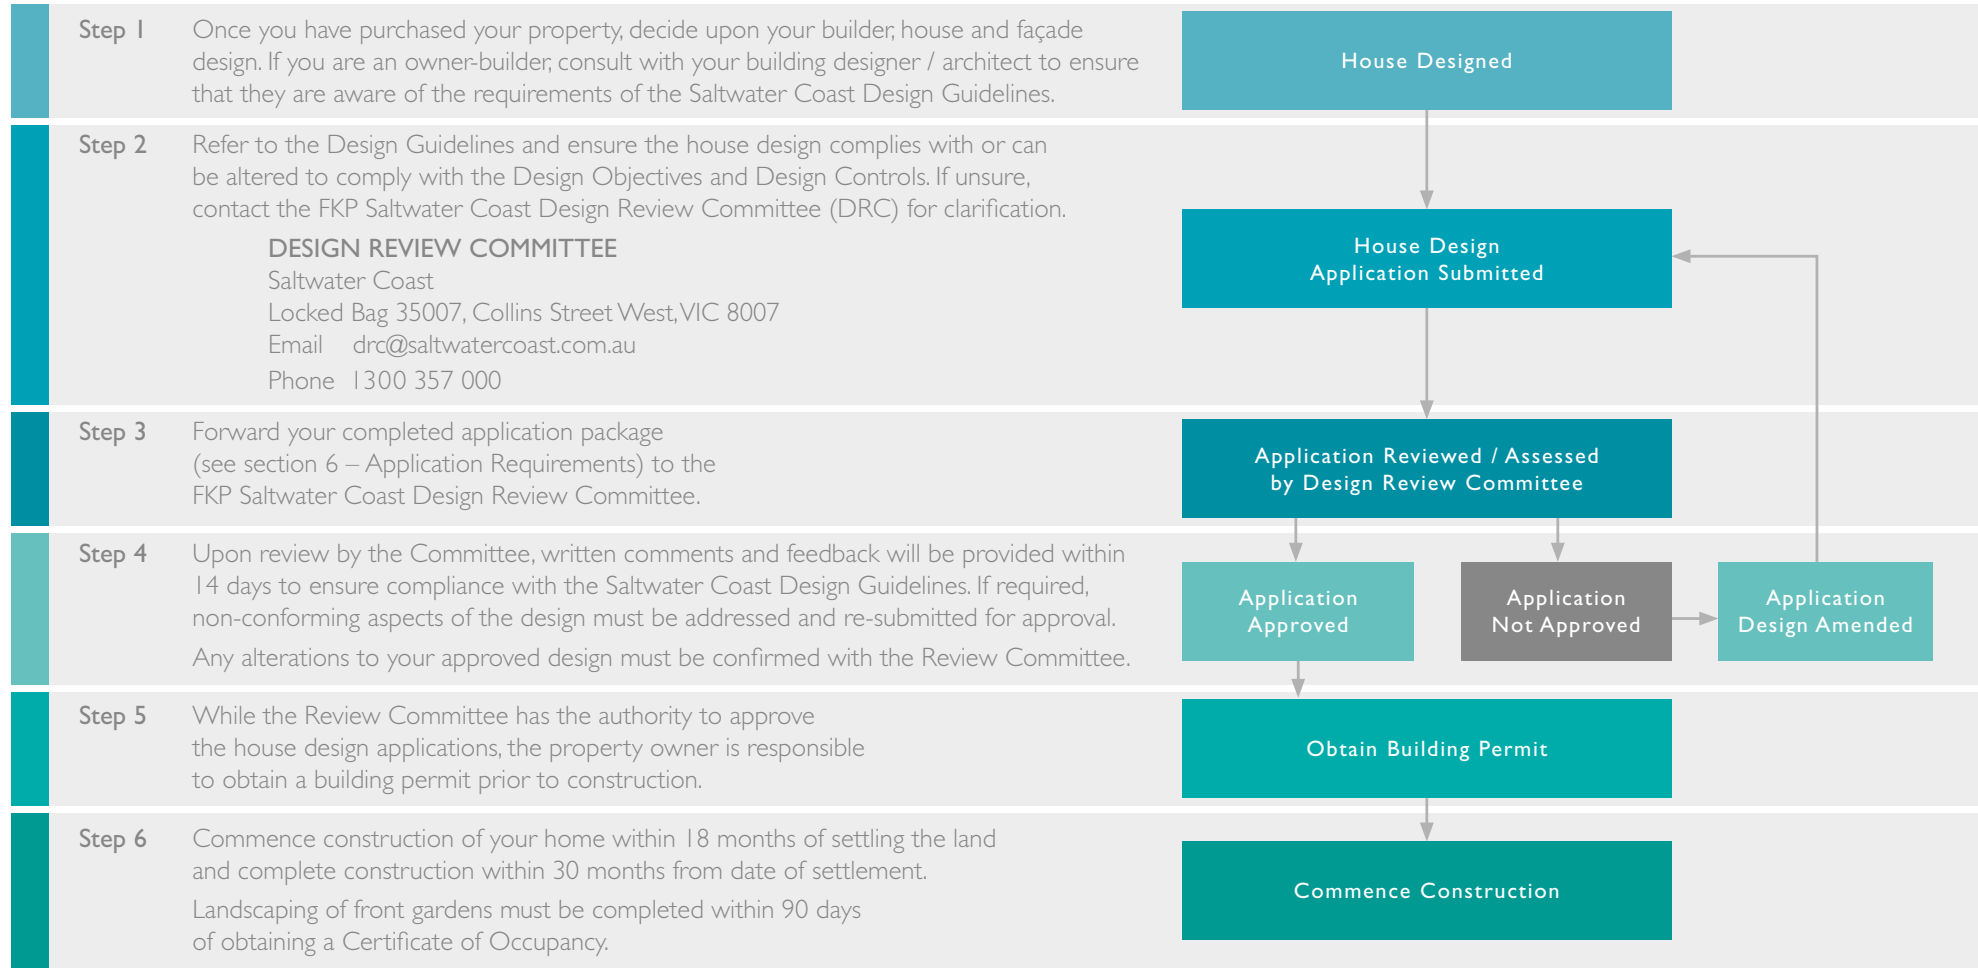 Step 1
Once you have purchased your property, decide upon your builder, house and façade
design. If you are an owner-builder, consult with your building designer / architect to ensure
that they are aware of the requirements of the Saltwater Coast Design Guidelines.
House Designed
Step 2
Refer to the Design Guidelines and ensure the house design complies with or can
be altered to comply with the Design Objectives and Design Controls. If unsure,
contact the FKP Saltwater Coast Design Review Committee (DRC) for clarification.
DESIGN REVIEW COMMITTEE
Saltwater Coast
Locked Bag 35007, Collins Street West, VIC 8007
Email drc@saltwatercoast.com.au
Phone 1300 357 000
House Design
Application Submitted
Step 3
Forward your completed application package
(see section 6 – Application Requirements) to the
FKP Saltwater Coast Design Review Committee.
Application Reviewed / Assessed
by Design Review Committee
Step 4
Upon review by the Committee, written comments and feedback will be provided within
14 days to ensure compliance with the Saltwater Coast Design Guidelines. If required,
non-conforming aspects of the design must be addressed and re-submitted for approval.
Any alterations to your approved design must be confirmed with the Review Committee.
Application
Approved
Application
Not Approved
Application
Design Amended
Step 5
While the Review Committee has the authority to approve
the house design applications, the property owner is responsible
to obtain a building permit prior to construction.
Obtain Building Permit
Step 6
Commence construction of your home within 18 months of settling the land
and complete construction within 30 months from date of settlement.
Landscaping of front gardens must be completed within 90 days
of obtaining a Certificate of Occupancy.
Commence Construction